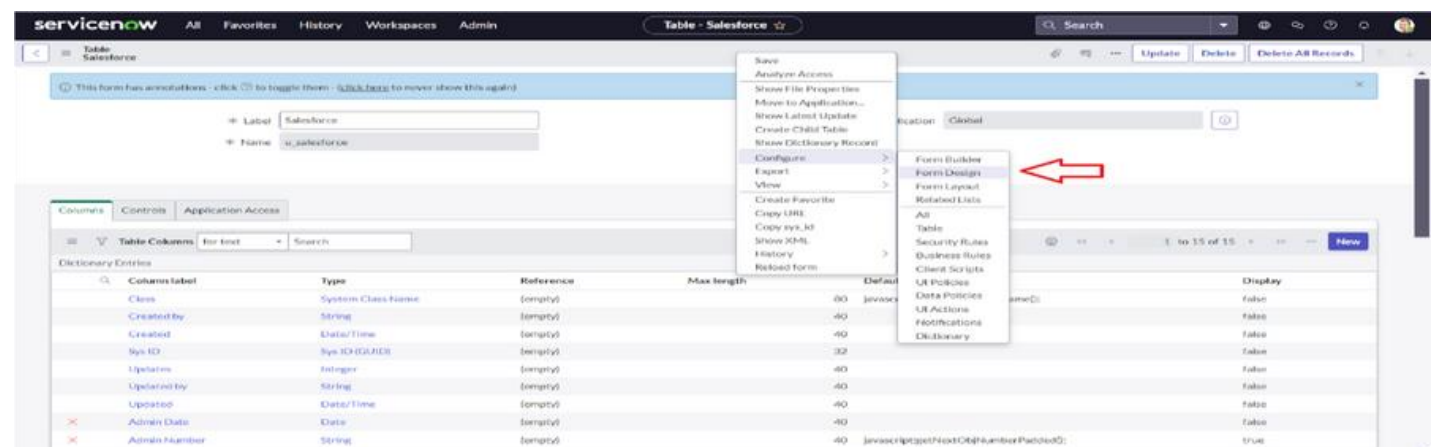 servicenow All Favorites History Workspaces Admin Table - Salesforce Search
Table
Salesforce
Update Delete Delete All Records
This form has annotations - click to toggle them - (click here to never show this again)
Label Salesforce
Global
Name u_salesforce
Save
Analyze Access
Show File Properties
Move to Application...
Show Latest Update
Create Child Table
Show Dictionary Record
Configure
Export
View
Create Favorite
Copy URL
Copy sys_id
Show XML
History
Reload form
Form Builder
Form Design
Form Layout
Related Lists
All
Table
Security Rules
Business Rules
Client Scripts
UI Policies
Data Policies
UI Actions
Notifications
Dictionary
Columns Controls Application Access
Table Columns for text Search 1 to 15 of 15 New
Dictionary Entries
Column label Type Reference Max length Display
Class System Class Name (empty) 80 false
Created by String (empty) 40 false
Created Date/Time (empty) 40 false
Sys ID Sys ID (GUID) (empty) 32 false
Updates Integer (empty) 40 false
Updated by String (empty) 40 false
Updated Date/Time (empty) 40 false
Admin Date Date (empty) 40 false
Admin Number String (empty) 40 javascript:getNextObjNumberPadded(); true